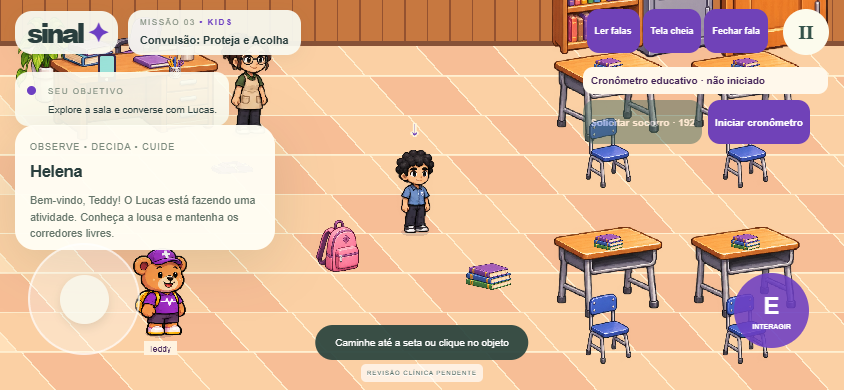 sinal
MISSÃO 03 • KIDS
Convulsão: Proteja e Acolha
Ler falas
Tela cheia
Fechar fala
II
Cronômetro educativo · não iniciado
SEU OBJETIVO
Explore a sala e converse com Lucas.
Solicitar socorro · 192
Iniciar cronômetro
OBSERVE • DECIDA • CUIDE
Helena
Bem-vindo, Teddy! O Lucas está fazendo uma
atividade. Conheça a lousa e mantenha os
corredores livres.
E
INTERAGIR
Teddy
Caminhe até a seta ou clique no objeto
REVISÃO CLÍNICA PENDENTE